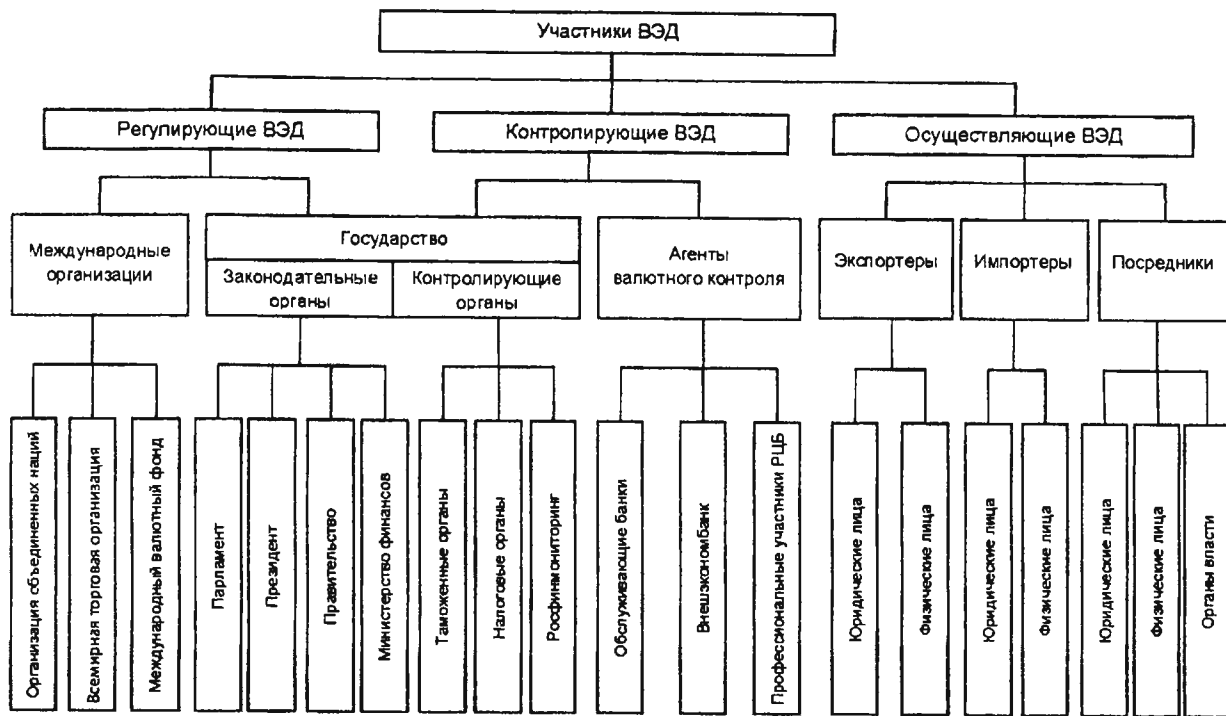 Участники ВЭД
Регулирующие ВЭД
Контролирующие ВЭД
Осуществляющие ВЭД
Международные
организации
Государство
Законодательные
органы
Контролирующие
органы
Агенты
валютного контроля
Экспортеры
Импортеры
Посредники
Организация объединенных наций
Всемирная торговая организация
Международный валютный фонд
Парламент
Президент
Правительство
Министерство финансов
Таможенные органы
Налоговые органы
Росфинмониторинг
Обслуживающие банки
Внешэкономбанк
Профессиональные участники РЦБ
Юридические лица
Физические лица
Юридические лица
Физические лица
Юридические лица
Физические лица
Органы власти